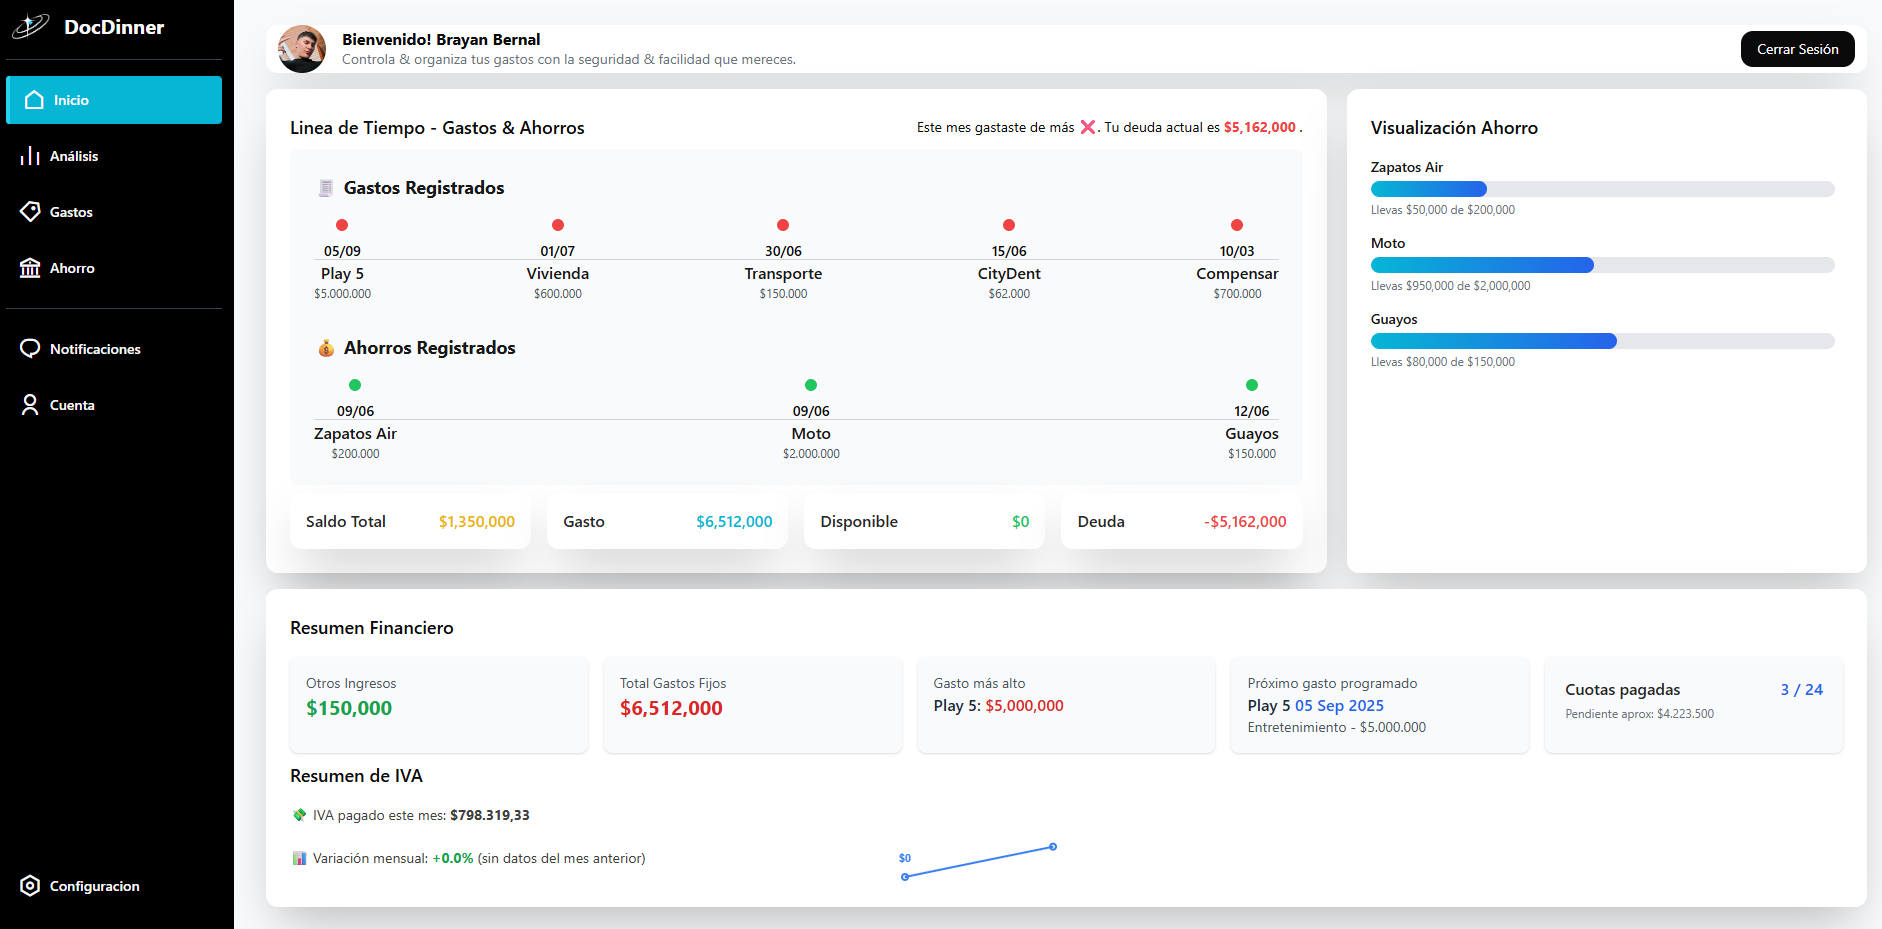 DocDinner
Inicio
Análisis
Gastos
Ahorro
Notificaciones
Cuenta
Configuracion
Bienvenido! Brayan Bernal
Controla & organiza tus gastos con la seguridad & facilidad que mereces.
Cerrar Sesión
Linea de Tiempo - Gastos & Ahorros
Este mes gastaste de más ❌. Tu deuda actual es $5,162,000 .
Gastos Registrados
05/09 01/07 30/06 15/06 10/03
Play 5 Vivienda Transporte CityDent Compensar
$5.000.000 $600.000 $150.000 $62.000 $700.000
Ahorros Registrados
09/06 09/06 12/06
Zapatos Air Moto Guayos
$200.000 $2.000.000 $150.000
Saldo Total $1,350,000
Gasto $6,512,000
Disponible $0
Deuda -$5,162,000
Visualización Ahorro
Zapatos Air
Llevas $50,000 de $200,000
Moto
Llevas $950,000 de $2,000,000
Guayos
Llevas $80,000 de $150,000
Resumen Financiero
Otros Ingresos
$150,000
Total Gastos Fijos
$6,512,000
Gasto más alto
Play 5: $5,000,000
Próximo gasto programado
Play 5 05 Sep 2025
Entretenimiento - $5.000.000
Cuotas pagadas 3 / 24
Pendiente aprox: $4.223.500
Resumen de IVA
IVA pagado este mes: $798.319,33
Variación mensual: +0.0% (sin datos del mes anterior)
$0